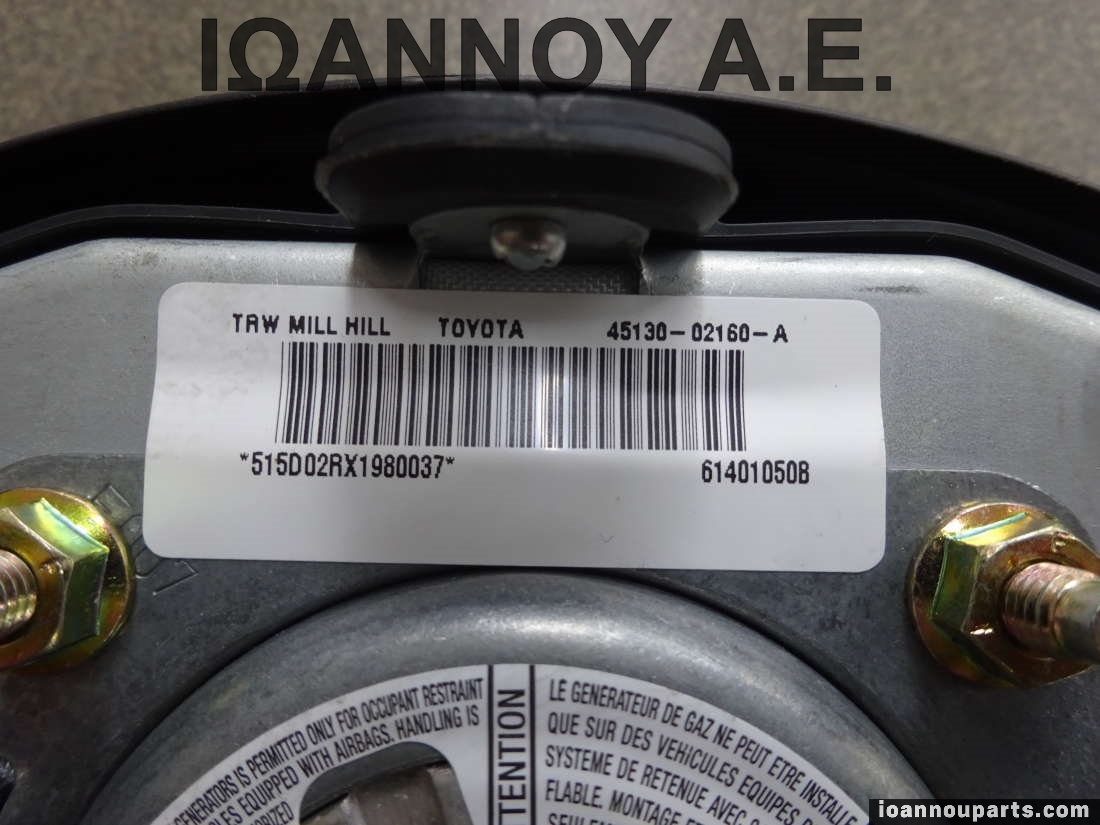 ΙΩΑΝΝΟΥ Α.Ε.
TRW MILL HILL TOYOTA 45130-02160-A
*515D02RX1980037* 61401050B
GENERATORS IS PERMITTED ONLY FOR OCCUPANT RESTRAINT
EQUIPPED WITH AIRBAGS. HANDLING IS
LE GENERATEUR DE GAZ NE PEUT ETRE INSTALLE
QUE SUR DES VEHICULES EQUIPES
SYSTEME DE RETENUE AVEC
FLABLE. MONTAGE
ioannouparts.com